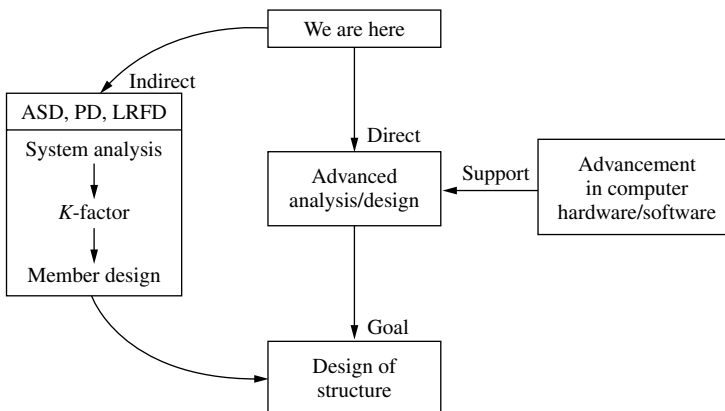 We are here
Indirect
ASD, PD, LRFD
System analysis
K-factor
Member design
Direct
Advanced
analysis/design
Support
Advancement
in computer
hardware/software
Goal
Design of
structure